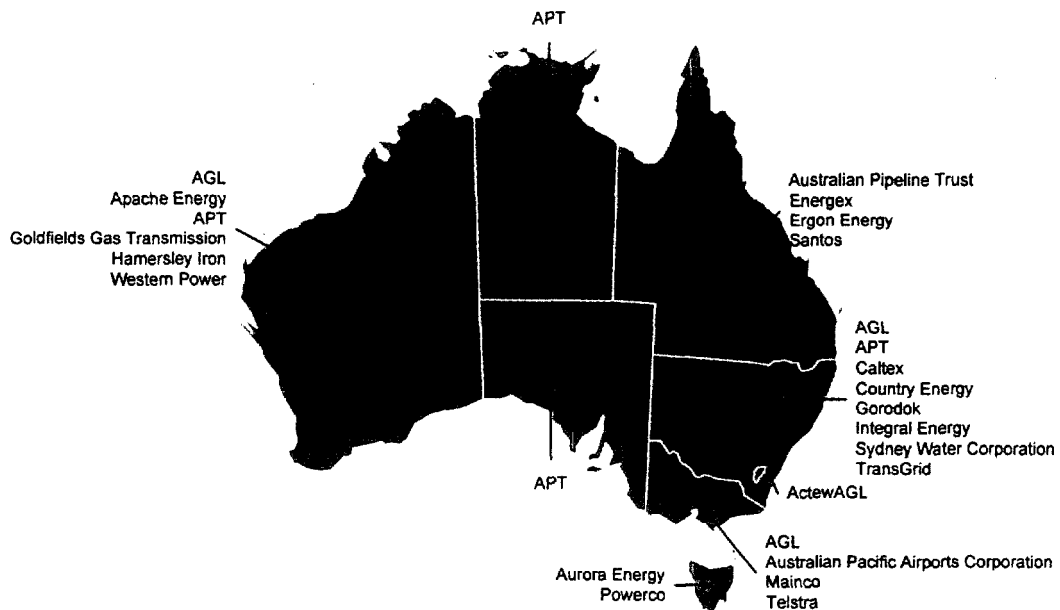 APT
AGL
Apache Energy
APT
Goldfields Gas Transmission
Hamersley Iron
Western Power
Australian Pipeline Trust
Energex
Ergon Energy
Santos
AGL
APT
Caltex
Country Energy
Gorodok
Integral Energy
Sydney Water Corporation
TransGrid
APT
ActewAGL
AGL
Australian Pacific Airports Corporation
Mainco
Telstra
Aurora Energy
Powerco